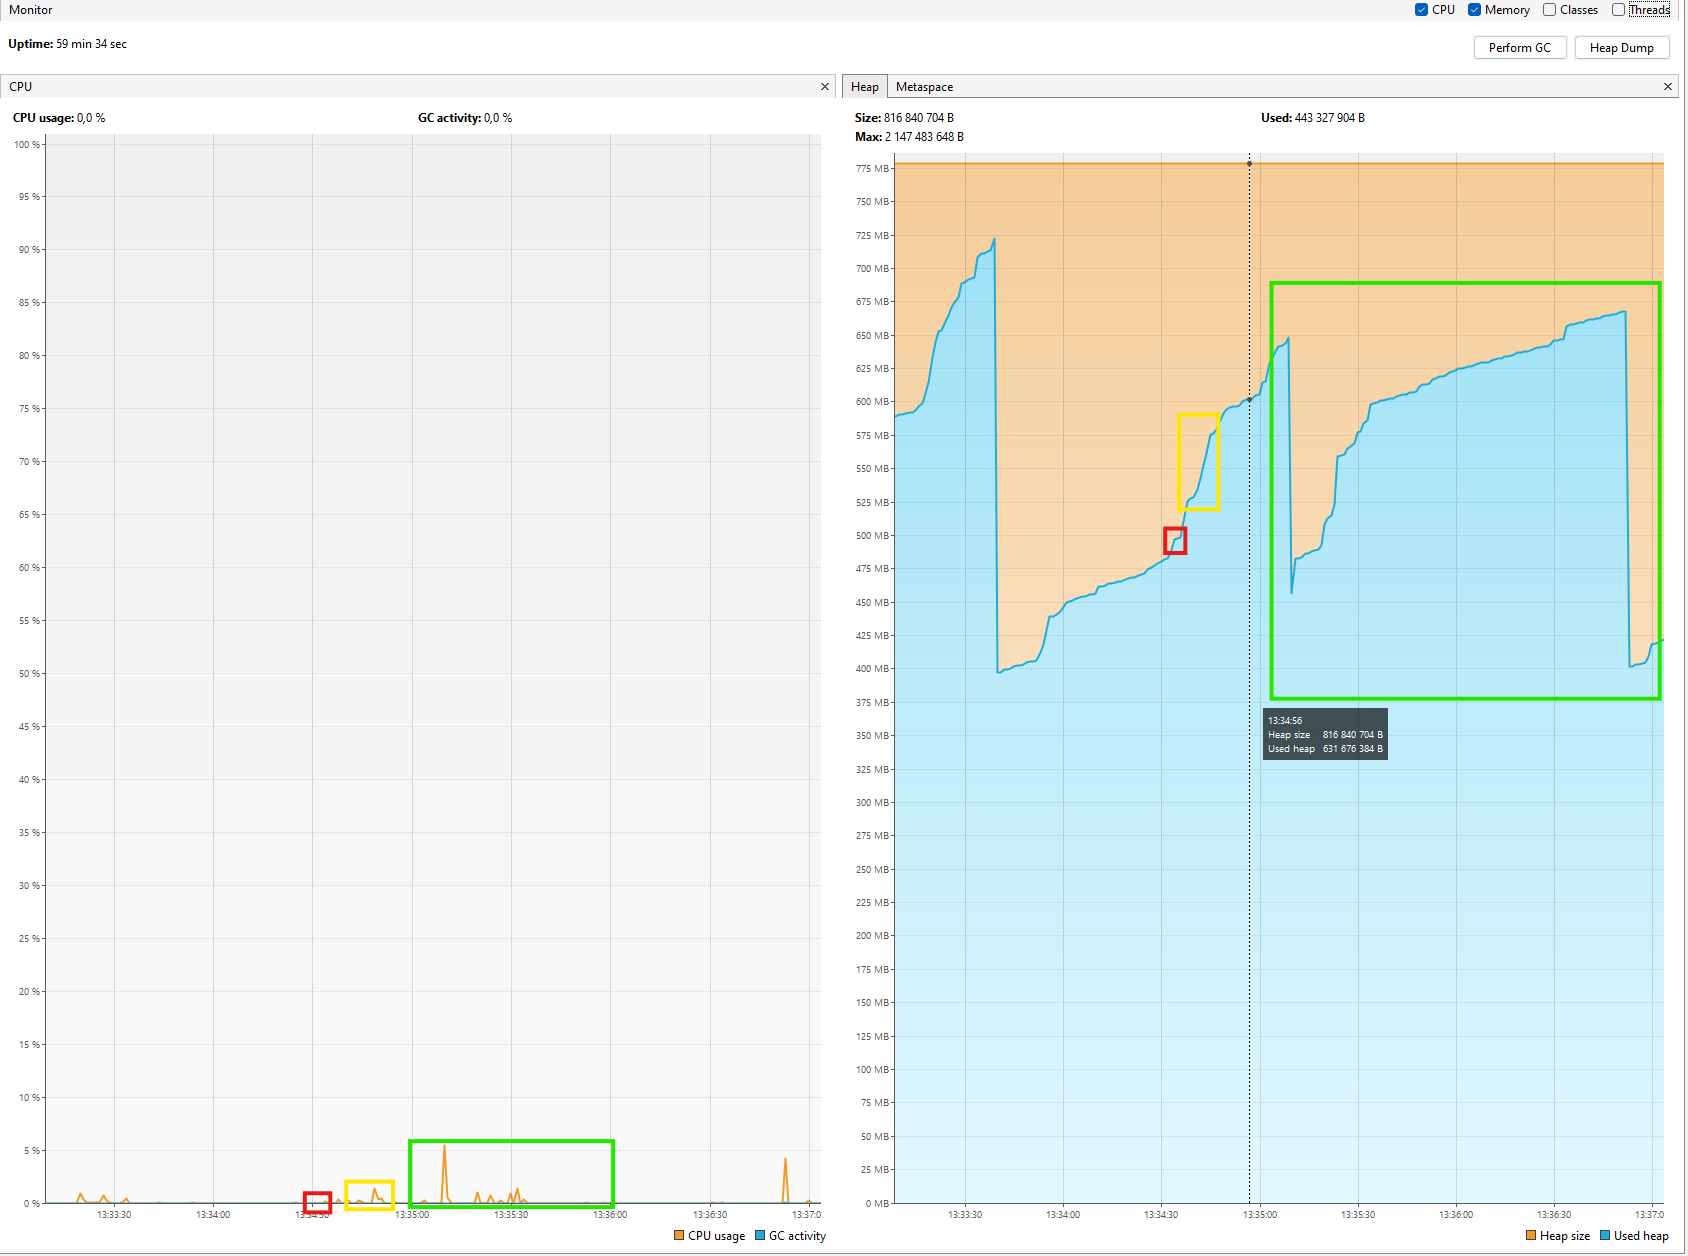 Monitor
CPU Memory Classes Threads
Uptime: 59 min 34 sec
Perform GC Heap Dump
CPU
CPU usage: 0,0 % GC activity: 0,0 %
100 %
95 %
90 %
85 %
80 %
75 %
70 %
65 %
60 %
55 %
50 %
45 %
40 %
35 %
30 %
25 %
20 %
15 %
10 %
5 %
0 %
13:33:30 13:34:00 13:34:30 13:35:00 13:35:30 13:36:00 13:36:30 13:37:0
CPU usage GC activity
Heap Metaspace
Size: 816 840 704 B Used: 443 327 904 B
Max: 2 147 483 648 B
775 MB
750 MB
725 MB
700 MB
675 MB
650 MB
625 MB
600 MB
575 MB
550 MB
525 MB
500 MB
475 MB
450 MB
425 MB
400 MB
375 MB
350 MB
325 MB
300 MB
275 MB
250 MB
225 MB
200 MB
175 MB
150 MB
125 MB
100 MB
75 MB
50 MB
25 MB
0 MB
13:34:56
Heap size 816 840 704 B
Used heap 631 676 384 B
13:33:30 13:34:00 13:34:30 13:35:00 13:35:30 13:36:00 13:36:30 13:37:0
Heap size Used heap